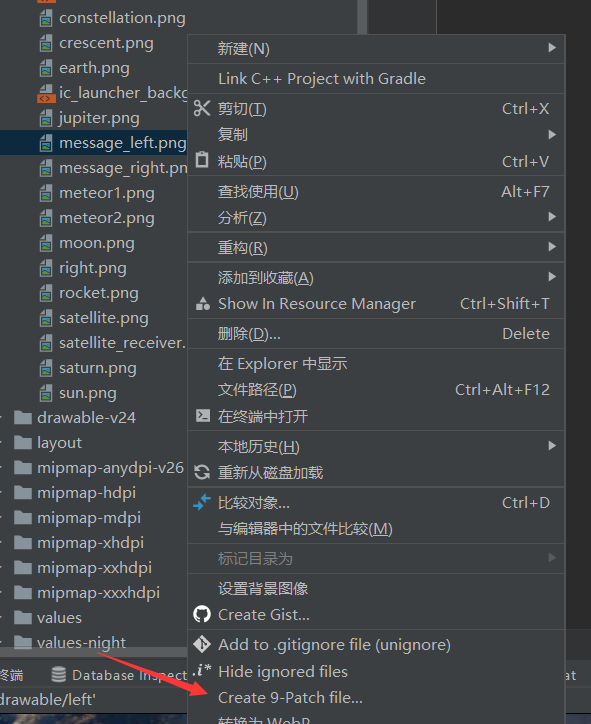 constellation.png
crescent.png
earth.png
ic_launcher_backg
jupiter.png
message_left.png
message_right.pn
meteor1.png
meteor2.png
moon.png
right.png
rocket.png
satellite.png
satellite_receiver.
saturn.png
sun.png
drawable-v24
layout
mipmap-anydpi-v26
mipmap-hdpi
mipmap-mdpi
mipmap-xhdpi
mipmap-xxhdpi
mipmap-xxxhdpi
values
values-night
终端 Database Inspect
drawable/left'
新建(N)
Link C++ Project with Gradle
剪切(T) Ctrl+X
复制
粘贴(P) Ctrl+V
查找使用(U) Alt+F7
分析(Z)
重构(R)
添加到收藏(A)
Show In Resource Manager Ctrl+Shift+T
删除(D)... Delete
在 Explorer 中显示
文件路径(P) Ctrl+Alt+F12
在终端中打开
本地历史(H)
重新从磁盘加载
比较对象... Ctrl+D
与编辑器中的文件比较(M)
标记目录为
设置背景图像
Create Gist...
Add to .gitignore file (unignore)
.i* Hide ignored files
Create 9-Patch file...
转换为 WebP
at